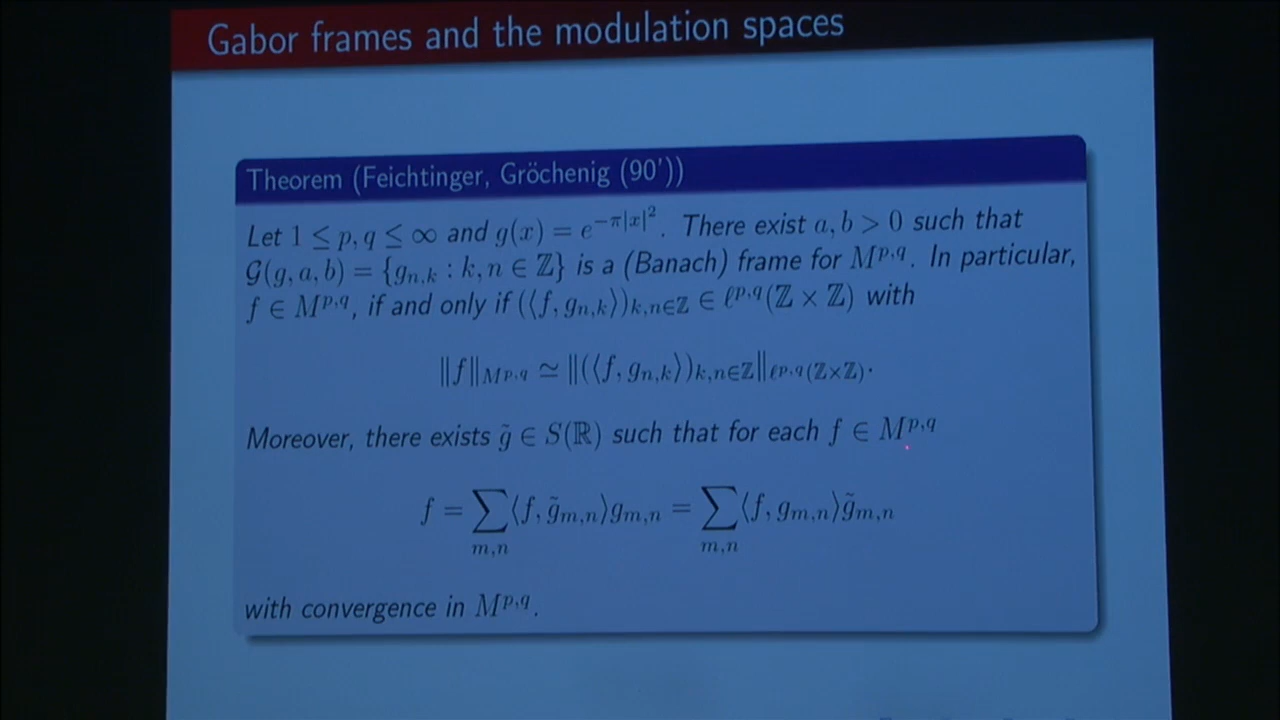 Gabor frames and the modulation spaces
Theorem (Feichtinger, Gröchenig (90'))
Let 1 ≤ p, q ≤ ∞ and g(x) = e^{−π|x|^2}. There exist a, b > 0 such that
𝒢(g, a, b) = {g_{n,k} : k, n ∈ ℤ} is a (Banach) frame for M^{p,q}. In particular,
f ∈ M^{p,q}, if and only if (⟨f, g_{n,k}⟩)_{k,n∈ℤ} ∈ ℓ^{p,q}(ℤ × ℤ) with
‖f‖_{M^{p,q}} ≃ ‖(⟨f, g_{n,k}⟩)_{k,n∈ℤ}‖_{ℓ^{p,q}(ℤ×ℤ)}.
Moreover, there exists g̃ ∈ S(ℝ) such that for each f ∈ M^{p,q}
f = ∑_{m,n} ⟨f, g̃_{m,n}⟩g_{m,n} = ∑_{m,n} ⟨f, g_{m,n}⟩g̃_{m,n}
with convergence in M^{p,q}.